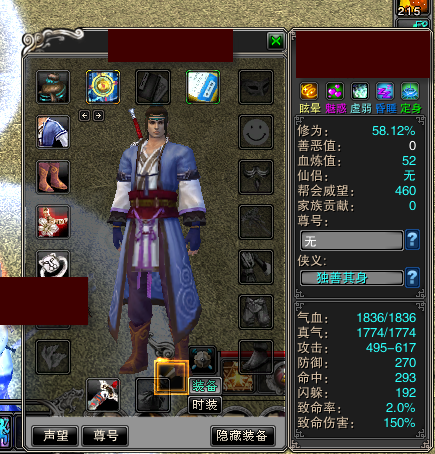 215
眩晕 魅惑 虚弱 昏睡 定身
修为: 58.12%
善恶值: 0
血炼值: 52
仙侣: 无
帮会威望: 460
家族贡献: 0
尊号:
无 ?
侠义:
独善其身 ?
气血: 1836/1836
真气: 1774/1774
攻击: 495-617
防御: 270
命中: 293
闪躲: 192
致命率: 2.0%
致命伤害: 150%
装备
时装
声望 尊号 隐藏装备